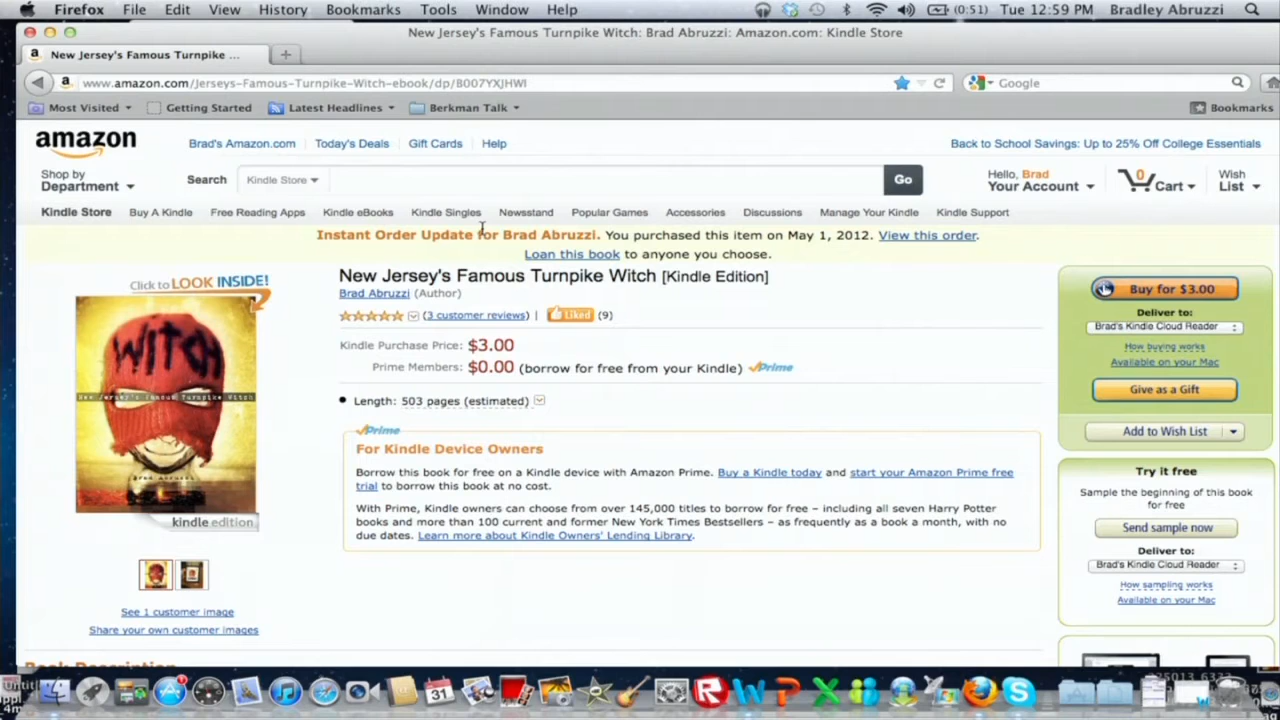 Firefox File Edit View History Bookmarks Tools Window Help (0:51) Tue 12:59 PM Bradley Abruzzi
New Jersey's Famous Turnpike Witch: Brad Abruzzi: Amazon.com: Kindle Store
New Jersey's Famous Turnpike ...
www.amazon.com/Jerseys-Famous-Turnpike-Witch-ebook/dp/B007YXJHWI Google
Most Visited Getting Started Latest Headlines Berkman Talk Bookmarks
amazon Brad's Amazon.com Today's Deals Gift Cards Help Back to School Savings: Up to 25% Off College Essentials
Shop by
Department
Search Kindle Store Go
Hello, Brad
Your Account
0
Cart
Wish
List
Kindle Store Buy A Kindle Free Reading Apps Kindle eBooks Kindle Singles Newsstand Popular Games Accessories Discussions Manage Your Kindle Kindle Support
Instant Order Update for Brad Abruzzi. You purchased this item on May 1, 2012. View this order.
Loan this book to anyone you choose.
Click to LOOK INSIDE!
WITCH
New Jersey's Famous Turnpike Witch
brad abruzzi
kindle edition
See 1 customer image
Share your own customer images
New Jersey's Famous Turnpike Witch [Kindle Edition]
Brad Abruzzi (Author)
(3 customer reviews) | Liked (9)
Kindle Purchase Price: $3.00
Prime Members: $0.00 (borrow for free from your Kindle) Prime
Length: 503 pages (estimated)
Prime
For Kindle Device Owners
Borrow this book for free on a Kindle device with Amazon Prime. Buy a Kindle today and start your Amazon Prime free
trial to borrow this book at no cost.
With Prime, Kindle owners can choose from over 145,000 titles to borrow for free – including all seven Harry Potter
books and more than 100 current and former New York Times Bestsellers – as frequently as a book a month, with no
due dates. Learn more about Kindle Owners' Lending Library.
Buy for $3.00
Deliver to:
Brad's Kindle Cloud Reader
How buying works
Available on your Mac
Give as a Gift
Add to Wish List
Try it free
Sample the beginning of this book
for free
Send sample now
Deliver to:
Brad's Kindle Cloud Reader
How sampling works
Available on your Mac
Book Description
31